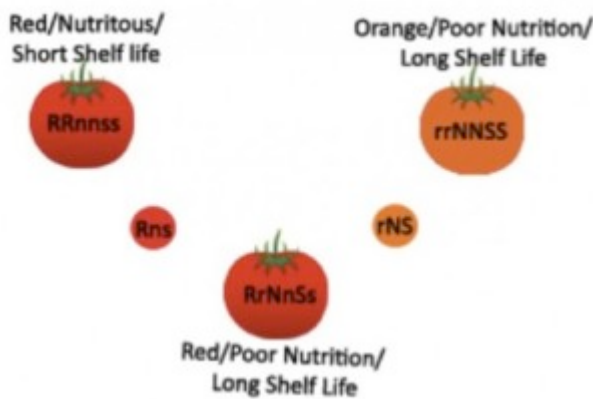 Red/Nutritous/
Short Shelf life
RRnnss
Orange/Poor Nutrition/
Long Shelf Life
rrNNSS
Rns
rNS
RrNnSs
Red/Poor Nutrition/
Long Shelf Life